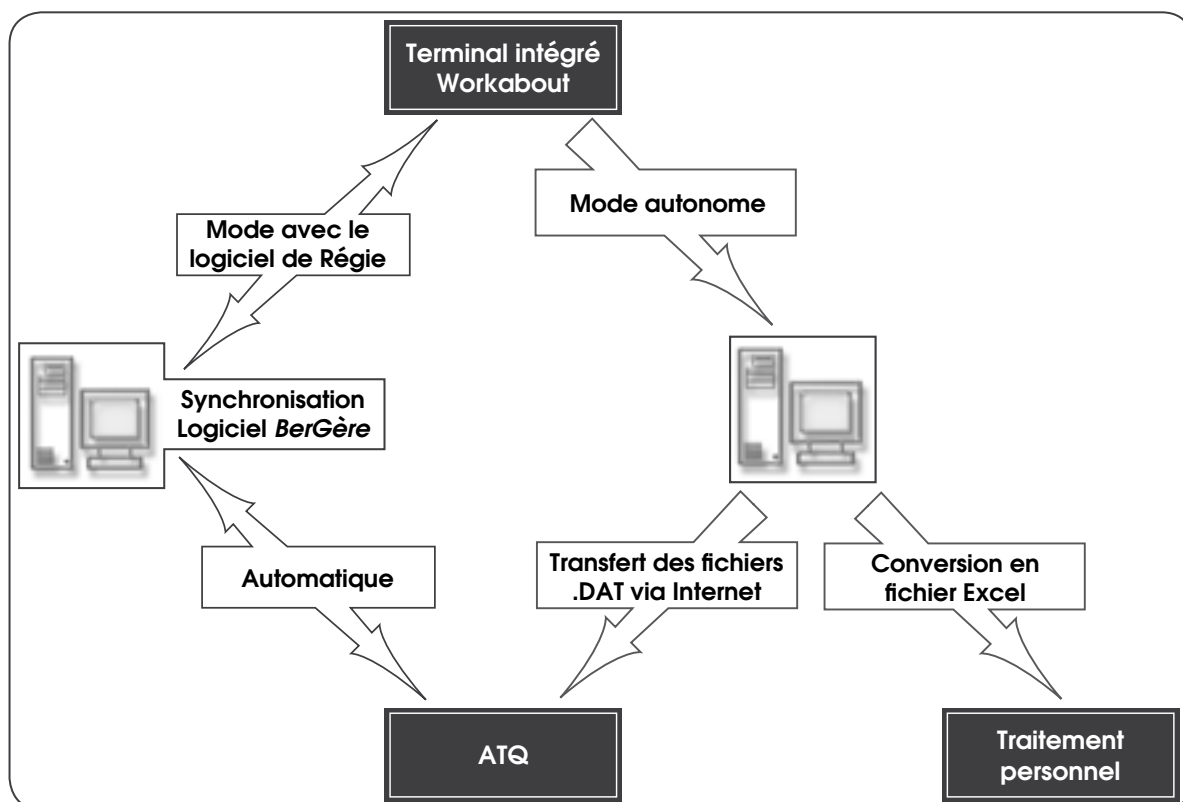 Terminal intégré
Workabout
Mode avec le
logiciel de Régie
Mode autonome
Synchronisation
Logiciel BerGère
Automatique
Transfert des fichiers
.DAT via Internet
Conversion en
fichier Excel
ATQ
Traitement
personnel